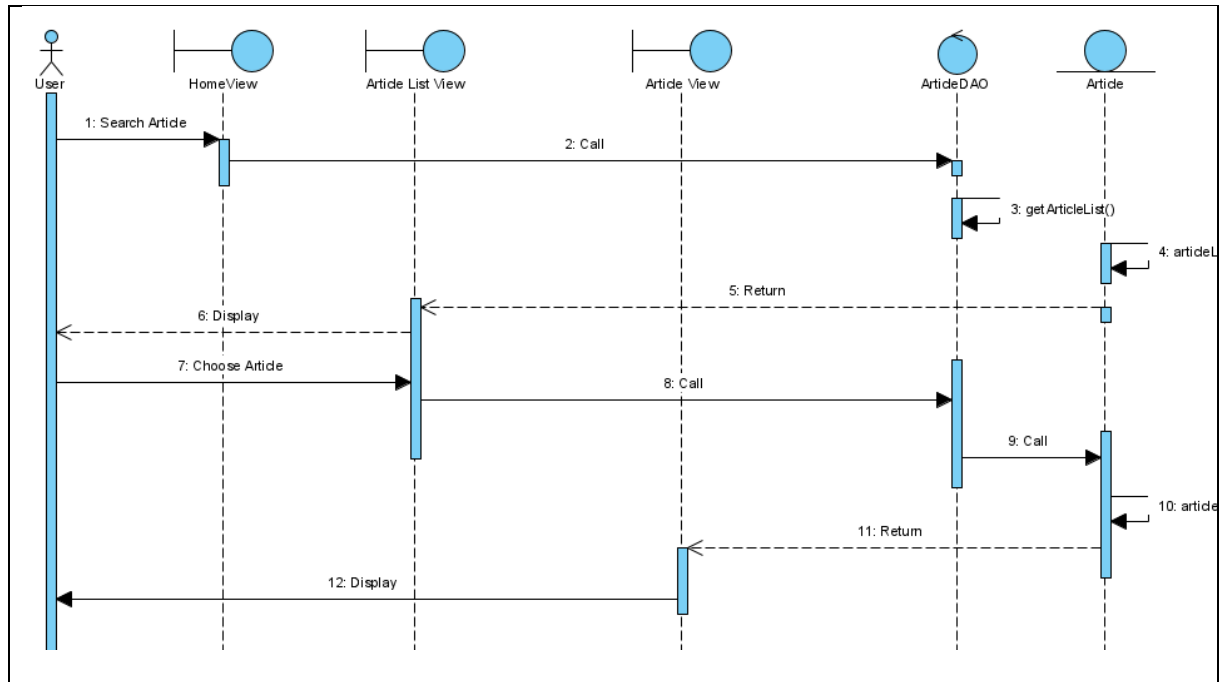 User
HomeView
Article List View
Article View
ArticleDAO
Article
1: Search Article
2: Call
3: getArticleList()
4: articleL
5: Return
6: Display
7: Choose Article
8: Call
9: Call
10: article
11: Return
12: Display